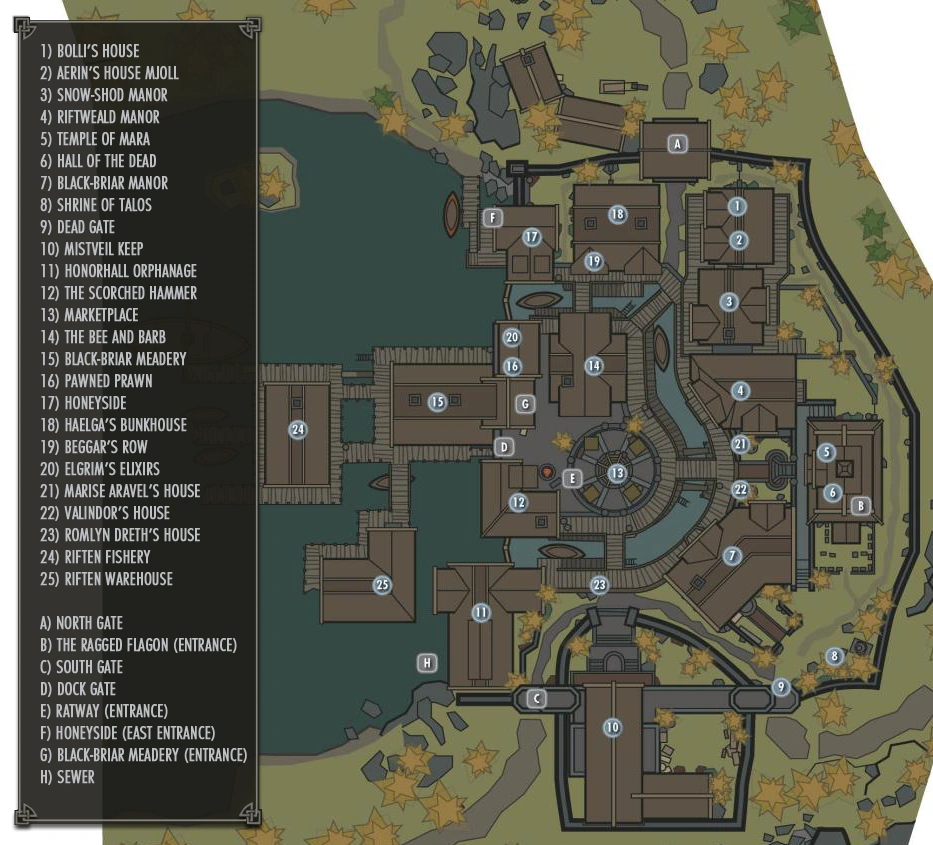 1) BOLLI'S HOUSE
2) AERIN'S HOUSE MJOLL
3) SNOW-SHOD MANOR
4) RIFTWEALD MANOR
5) TEMPLE OF MARA
6) HALL OF THE DEAD
7) BLACK-BRIAR MANOR
8) SHRINE OF TALOS
9) DEAD GATE
10) MISTVEIL KEEP
11) HONORHALL ORPHANAGE
12) THE SCORCHED HAMMER
13) MARKETPLACE
14) THE BEE AND BARB
15) BLACK-BRIAR MEADERY
16) PAWNED PRAWN
17) HONEYSIDE
18) HAELGA'S BUNKHOUSE
19) BEGGAR'S ROW
20) ELGRIM'S ELIXIRS
21) MARISE ARAVEL'S HOUSE
22) VALINDOR'S HOUSE
23) ROMLYN DRETH'S HOUSE
24) RIFTEN FISHERY
25) RIFTEN WAREHOUSE
A) NORTH GATE
B) THE RAGGED FLAGON (ENTRANCE)
C) SOUTH GATE
D) DOCK GATE
E) RATWAY (ENTRANCE)
F) HONEYSIDE (EAST ENTRANCE)
G) BLACK-BRIAR MEADERY (ENTRANCE)
H) SEWER
A
1
18
F
17
2
19
3
20
16
14
4
G
15
24
D
21
5
13
E
22
6
12
B
7
25
23
11
8
H
9
C
10